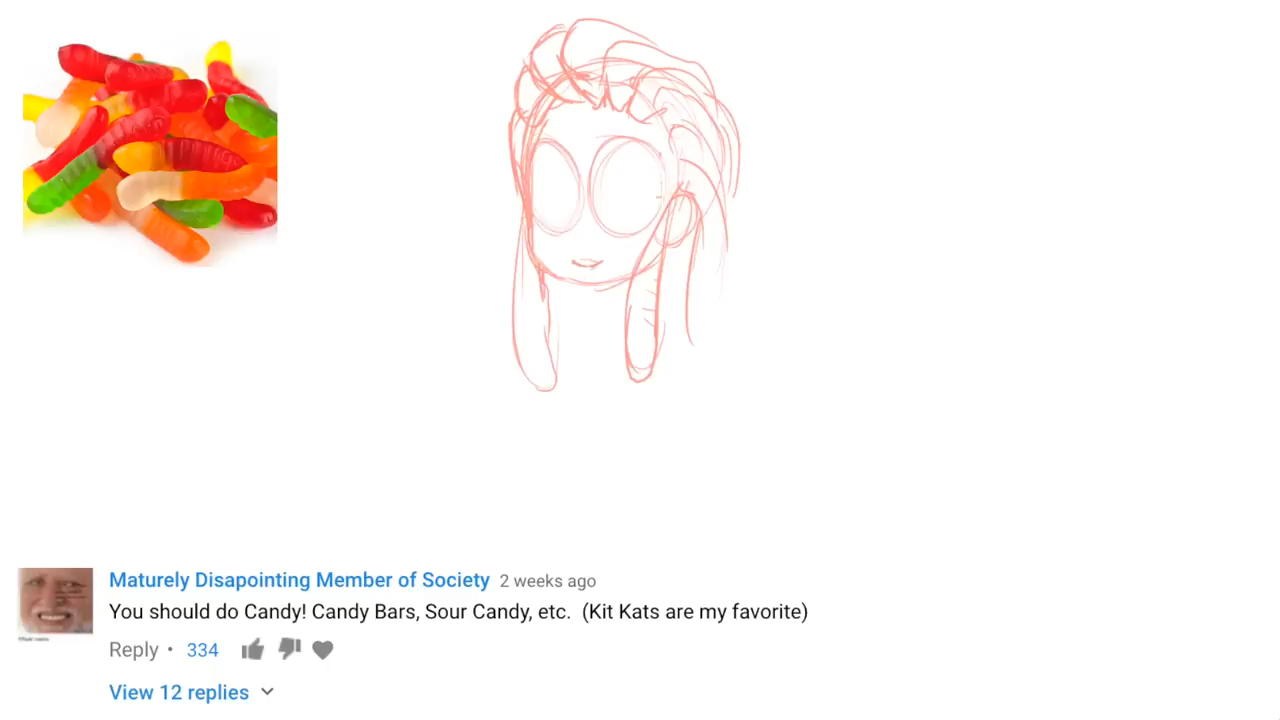 Maturely Disapointing Member of Society 2 weeks ago
You should do Candy! Candy Bars, Sour Candy, etc. (Kit Kats are my favorite)
Reply • 334
View 12 replies